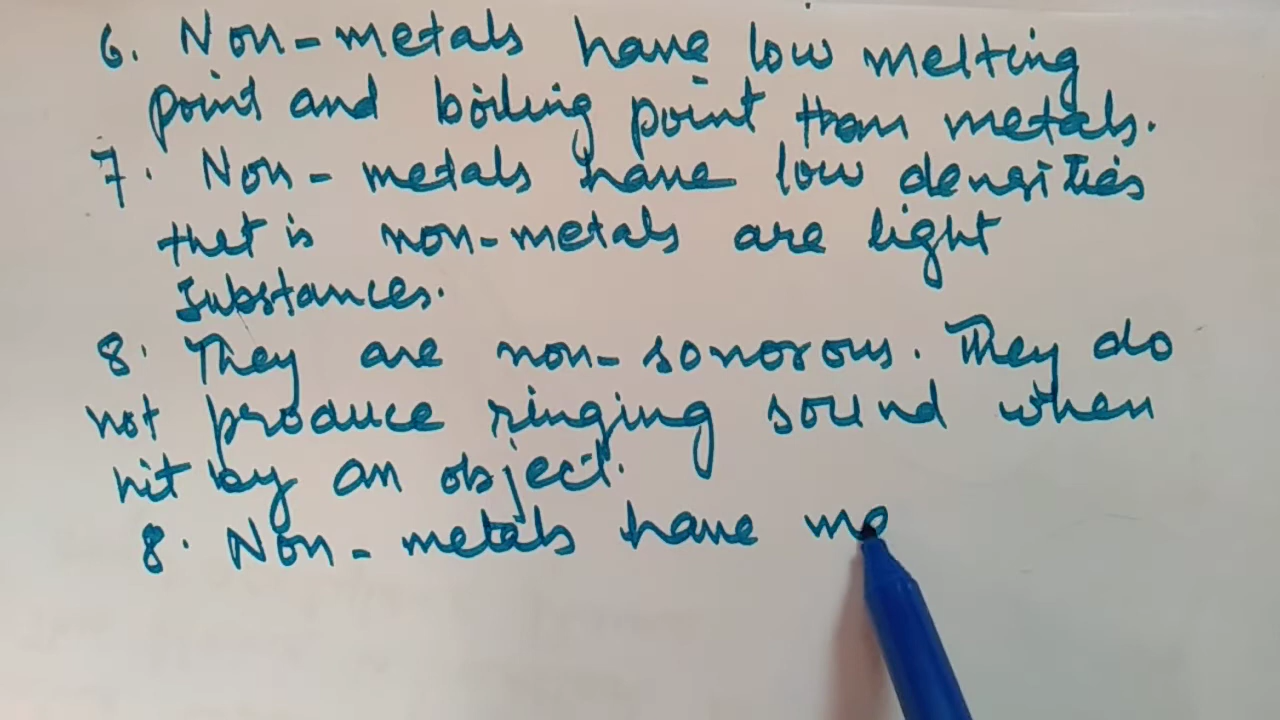 6. Non-metals have low melting
point and boiling point than metals.
7. Non-metals have low densities
that is non-metals are light
substances.
8. They are non-sonorous. They do
not produce ringing sound when
hit by an object.
8. Non-metals have